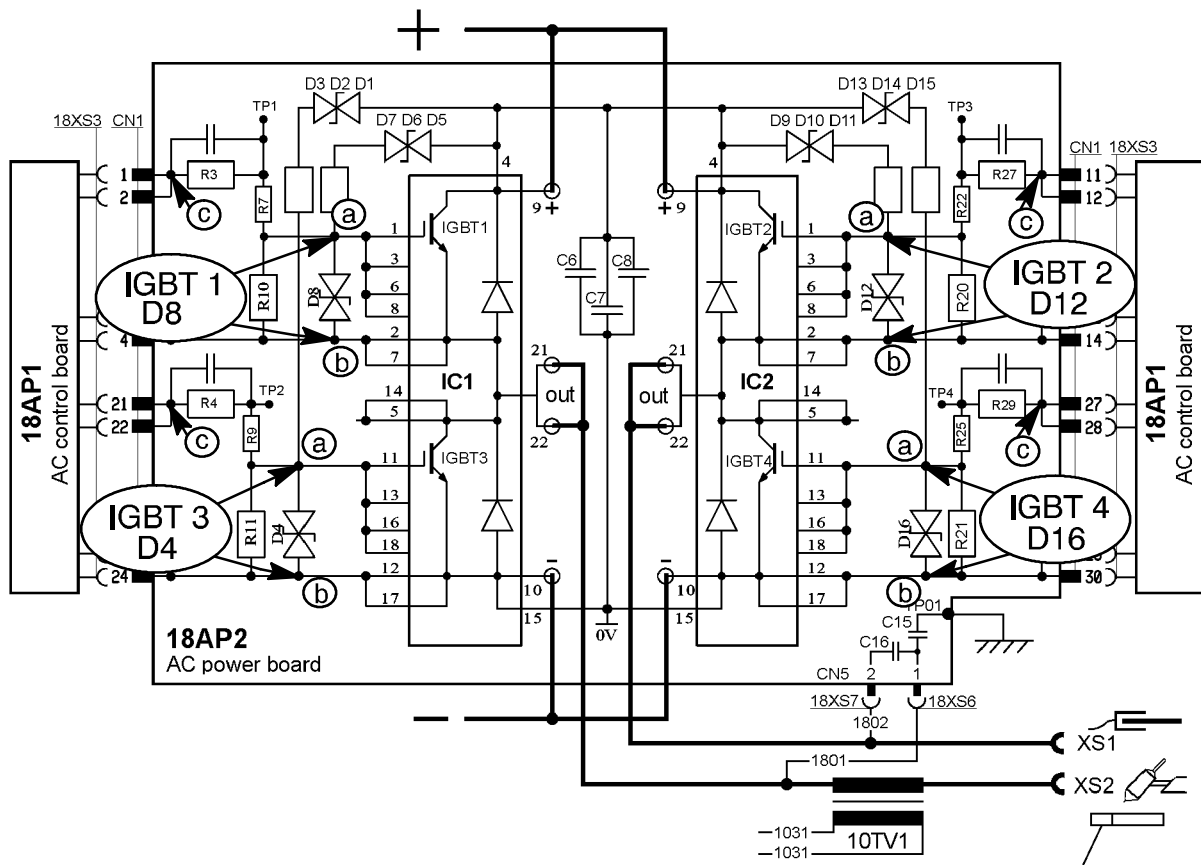 +
D3 D2 D1
D13 D14 D15
TP1
TP3
D7 D6 D5
D9 D10 D11
18XS3 CN1
CN1 18XS3
4
4
1
R3
R27
11
2
12
c
R7
a
9
+
IGBT1
+
9
IGBT2
a
R22
c
1
1
3
3
6
6
8
8
C6
C8
C7
IGBT 1
D8
R10
D8
D12
R20
IGBT 2
D12
4
2
2
14
b
7
7
b
21
21
IC1
IC2
out
out
14
14
22
22
5
5
21
R4
TP2
TP4
R29
27
22
28
c
R9
a
IGBT3
IGBT4
a
R25
c
11
11
13
13
16
16
18
18
IGBT 3
D4
R11
D4
D16
R21
IGBT 4
D16
24
12
-
-
12
30
b
17
10
10
17
b
15
15
0V
18AP1
AC control board
18AP1
AC control board
18AP2
AC power board
C15
C16
CN5
2
1
18XS7
18XS6
1802
XS1
1801
XS2
1031
1031
10TV1